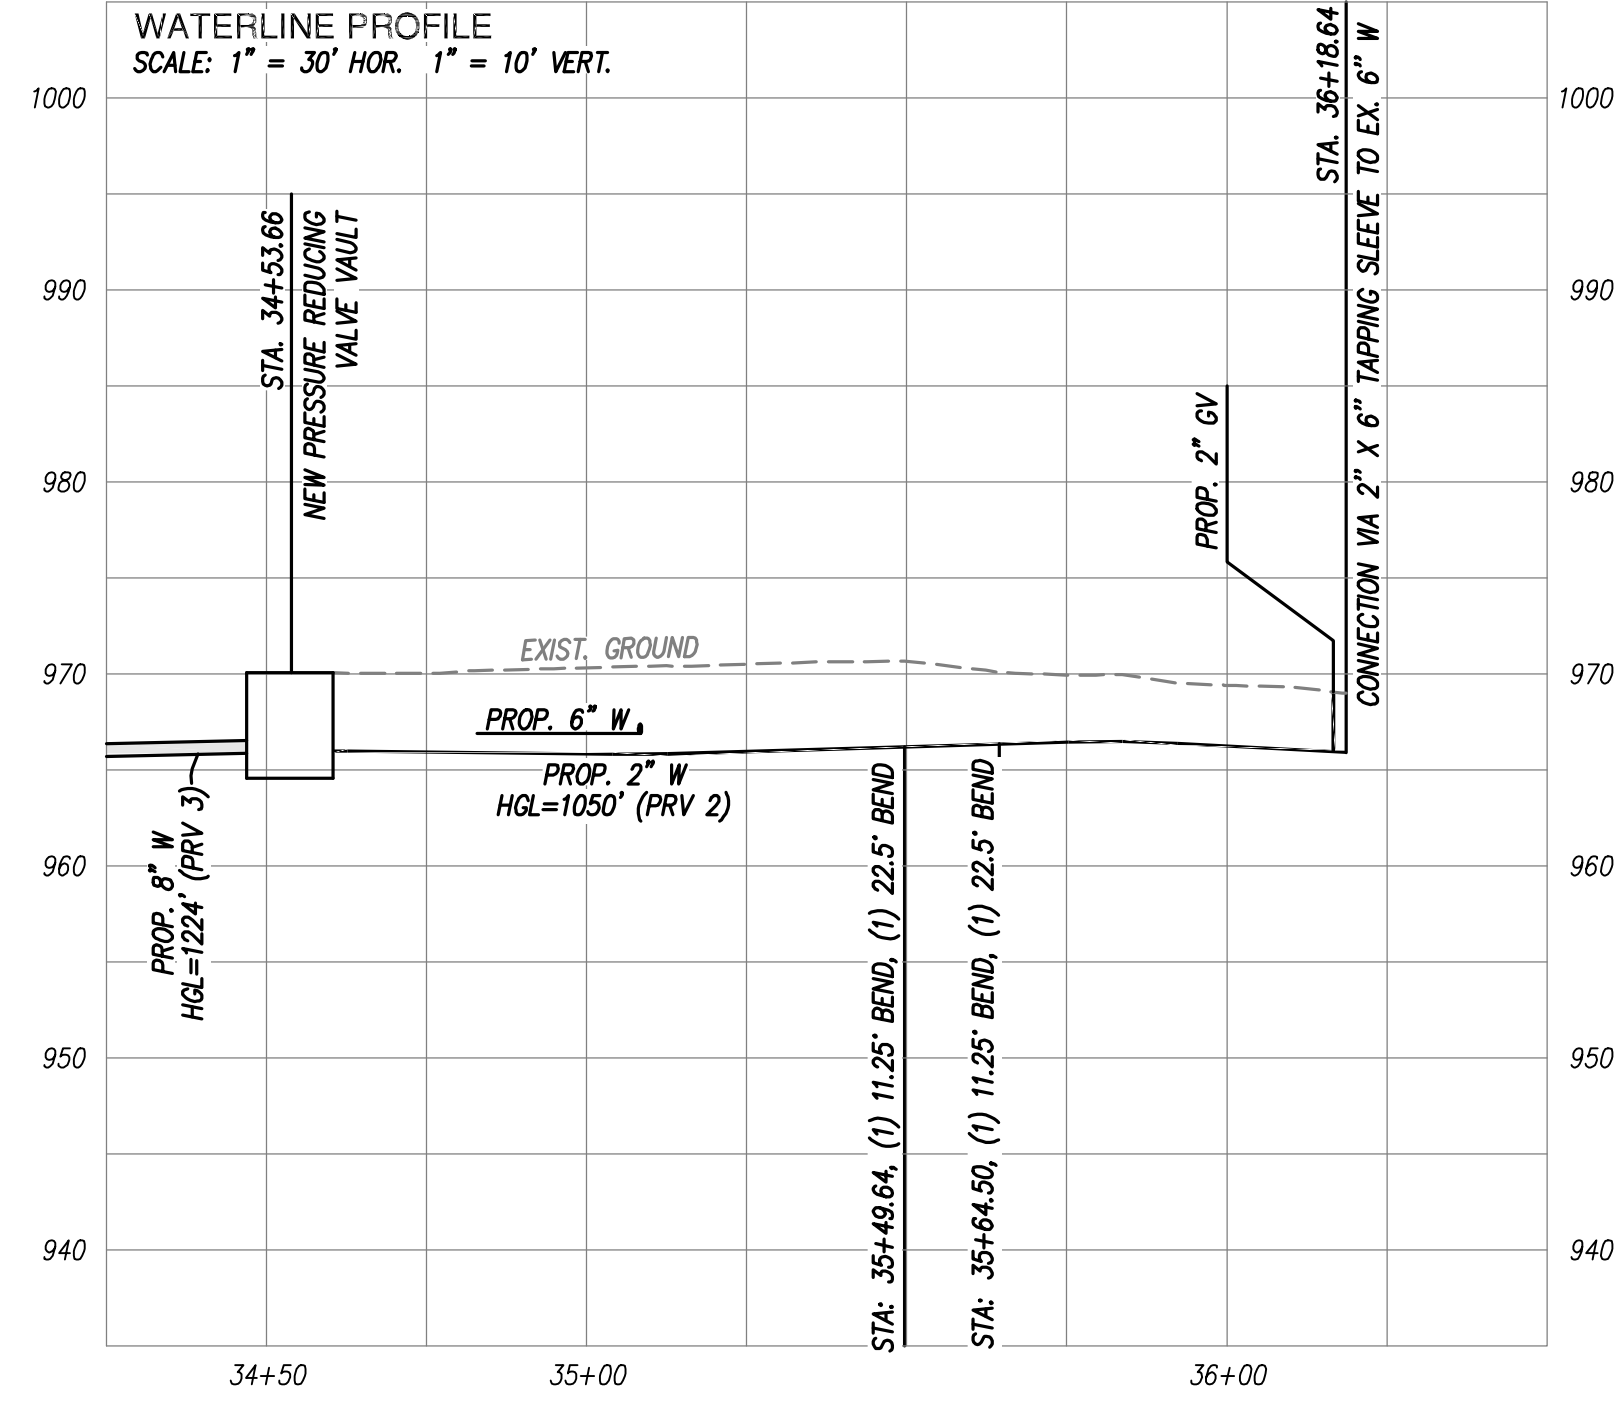 WATERLINE PROFILE
SCALE: 1" = 30' HOR. 1" = 10' VERT.
1000
990
980
970
960
950
940
STA. 34+53.66
NEW PRESSURE REDUCING
VALVE VAULT
EXIST. GROUND
PROP. 6" W
PROP. 2" W
HGL=1050' (PRV 2)
PROP. 8" W
HGL=1224' (PRV 3)
STA: 35+49.64, (1) 11.25° BEND, (1) 22.5° BEND
STA: 35+64.50, (1) 11.25° BEND, (1) 22.5° BEND
PROP. 2" GV
STA. 36+18.64
CONNECTION VIA 2" X 6" TAPPING SLEEVE TO EX. 6" W
1000
990
980
970
960
950
940
34+50
35+00
36+00